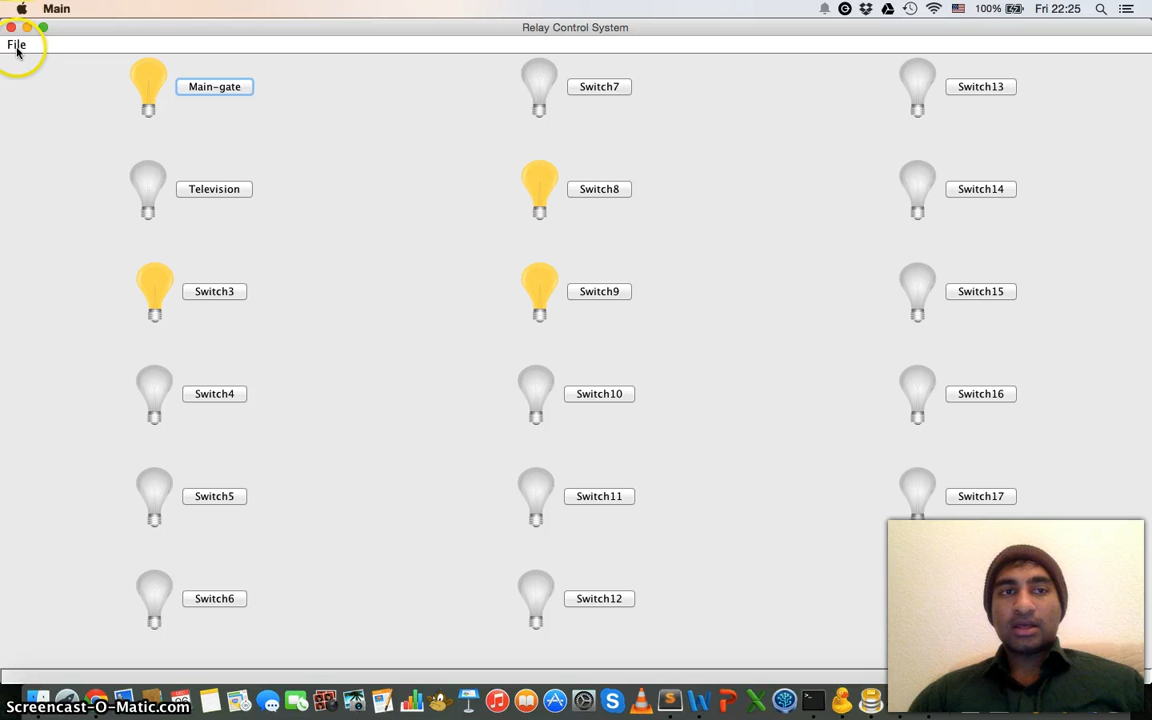 Main
100%
Fri 22:25
Relay Control System
File
Main-gate
Switch7
Switch13
Television
Switch8
Switch14
Switch3
Switch9
Switch15
Switch4
Switch10
Switch16
Switch5
Switch11
Switch17
Switch6
Switch12
Screencast-O-Matic.com